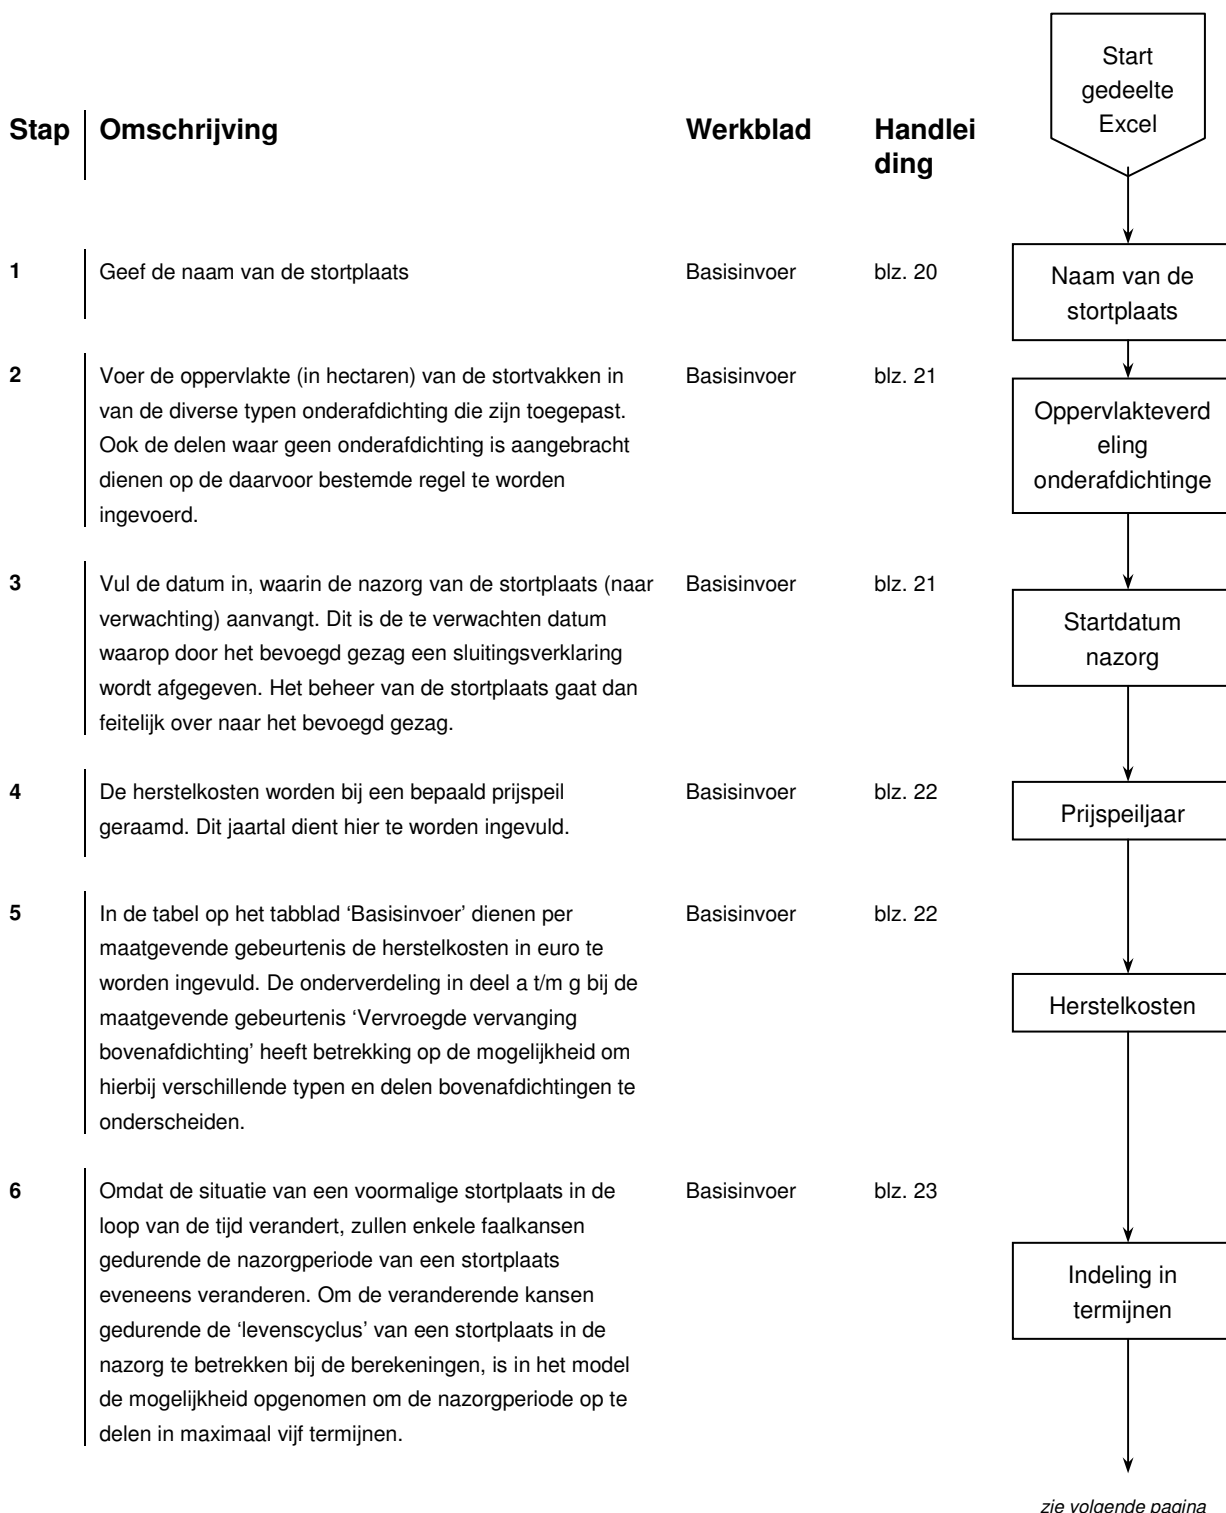 Start
gedeelte
Excel
Stap
Omschrijving
Werkblad
Handlei
ding
1
Geef de naam van de stortplaats
Basisinvoer
blz. 20
Naam van de
stortplaats
2
Voer de oppervlakte (in hectaren) van de stortvakken in
van de diverse typen onderafdichting die zijn toegepast.
Ook de delen waar geen onderafdichting is aangebracht
dienen op de daarvoor bestemde regel te worden
ingevoerd.
Basisinvoer
blz. 21
Oppervlakteverd
eling
onderafdichtinge
3
Vul de datum in, waarin de nazorg van de stortplaats (naar
verwachting) aanvangt. Dit is de te verwachten datum
waarop door het bevoegd gezag een sluitingsverklaring
wordt afgegeven. Het beheer van de stortplaats gaat dan
feitelijk over naar het bevoegd gezag.
Basisinvoer
blz. 21
Startdatum
nazorg
4
De herstelkosten worden bij een bepaald prijspeil
geraamd. Dit jaartal dient hier te worden ingevuld.
Basisinvoer
blz. 22
Prijspeiljaar
5
In de tabel op het tabblad ‘Basisinvoer’ dienen per
maatgevende gebeurtenis de herstelkosten in euro te
worden ingevuld. De onderverdeling in deel a t/m g bij de
maatgevende gebeurtenis ‘Vervroegde vervanging
bovenafdichting’ heeft betrekking op de mogelijkheid om
hierbij verschillende typen en delen bovenafdichtingen te
onderscheiden.
Basisinvoer
blz. 22
Herstelkosten
6
Omdat de situatie van een voormalige stortplaats in de
loop van de tijd verandert, zullen enkele faalkansen
gedurende de nazorgperiode van een stortplaats
eveneens veranderen. Om de veranderende kansen
gedurende de ‘levenscyclus’ van een stortplaats in de
nazorg te betrekken bij de berekeningen, is in het model
de mogelijkheid opgenomen om de nazorgperiode op te
delen in maximaal vijf termijnen.
Basisinvoer
blz. 23
Indeling in
termijnen
zie volgende pagina